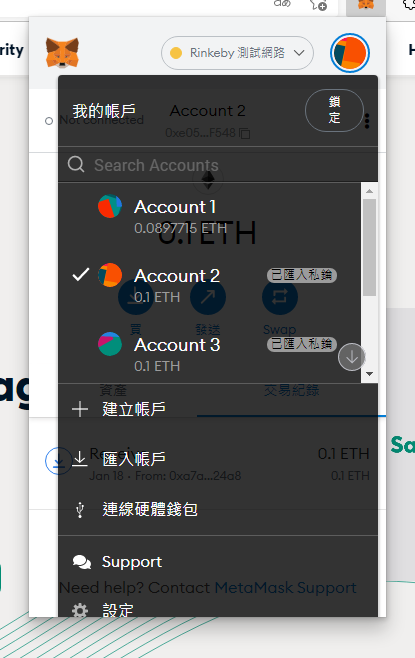 Rinkeby 測試網路
我的帳戶
鎖定
Not connected
Account 2
0xe05...F548
Search Accounts
Account 1
0.0897715 ETH
0.1 ETH
Account 2
已匯入私鑰
0.1 ETH
買
發送
Swap
Account 3
已匯入私鑰
0.1 ETH
資產
交易紀錄
建立帳戶
匯入帳戶
0.1 ETH
Jan 18 - From: 0xa7a...24a8
0.1 ETH
連線硬體錢包
Support
Need help? Contact MetaMask Support
設定